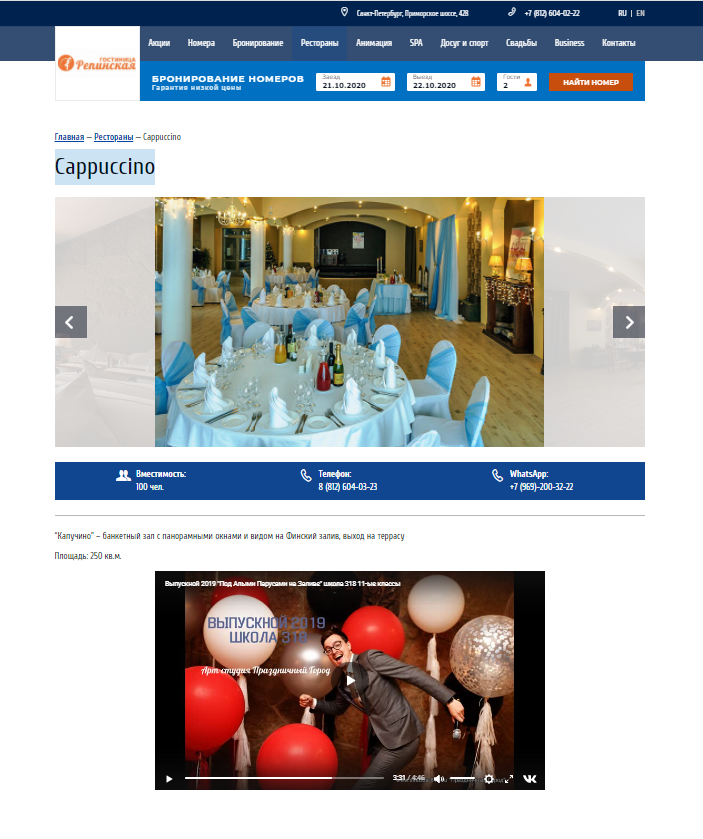 Санкт-Петербург, Приморское шоссе, 428
+7 (812) 604-02-22
RU | EN
ГОСТИНИЦА
Репинская
Акции Номера Бронирование Рестораны Анимация SPA Досуг и спорт Свадьбы Business Контакты
БРОНИРОВАНИЕ НОМЕРОВ
Гарантия низкой цены
Заезд
21.10.2020
Выезд
22.10.2020
Гости
2
НАЙТИ НОМЕР
Главная — Рестораны — Cappuccino
Cappuccino
Вместимость:
100 чел.
Телефон:
8 (812) 604-03-23
WhatsApp:
+7 (969)-200-32-22
"Капучино" – банкетный зал с панорамными окнами и видом на Финский залив, выход на террасу
Площадь: 250 кв.м.
Выпускной 2019 "Под Алыми Парусами на Заливе" школа 318 11-ые классы
ВЫПУСКНОЙ 2019
ШКОЛА 318
Арт-студия Праздничный Город
3:31 / 4:46